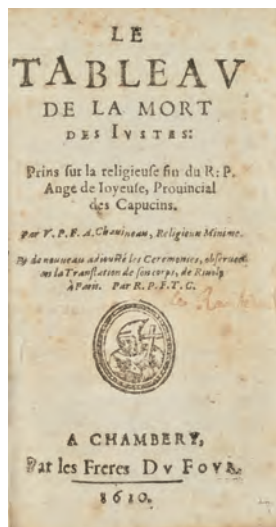 LE
TABLEAV
DE LA MORT
DES IVSTES:
Prins sur la religieuse fin du R: P.
Ange de Ioyeuse, Prouincial
des Capucins.
Par V. P. F. A. Chauineau, Religieux Minime.
Et de nouueau adiousté les Ceremonies, obseruees
en la Translation de son corps, de
à Paris. Par R. P. F. T. C.
A CHAMBERY,
Par les Freres DV FOVR.
1610.